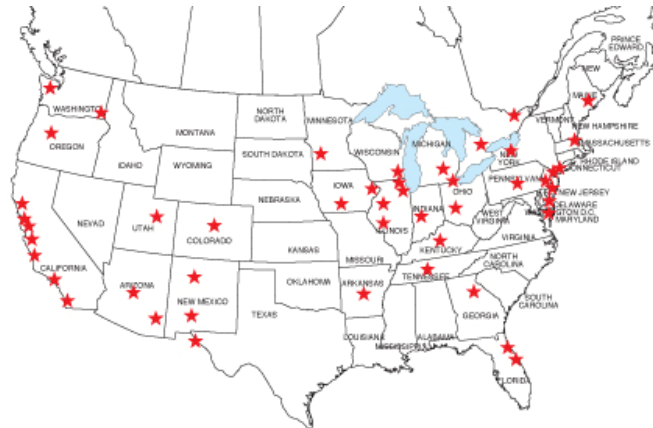 PRINCE
EDWARD
NEW
MAINE
WASHINGTON
NORTH
DAKOTA
MINNESOTA
VERMONT
NEW HAMPSHIRE
MONTANA
OREGON
MICHIGAN
MASSACHUSETTS
WISCONSIN
SOUTH DAKOTA
NEW
YORK
RHODE ISLAND
CONNECTICUT
IDAHO
WYOMING
PENNSYLVANIA
IOWA
OHIO
NEW JERSEY
NEBRASKA
DELAWARE
WASHINGTON D.C.
MARYLAND
INDIANA
WEST
VIRGINIA
NEVAD
UTAH
COLORADO
ILLINOIS
VIRGINIA
KANSAS
KENTUCKY
MISSOURI
NORTH
CAROLINA
CALIFORNIA
TENNESSEE
OKLAHOMA
ARKANSAS
ARIZONA
NEW MEXICO
SOUTH
CAROLINA
TEXAS
GEORGIA
LOUISIANA
MISSISSIPPI
ALABAMA
FLORIDA